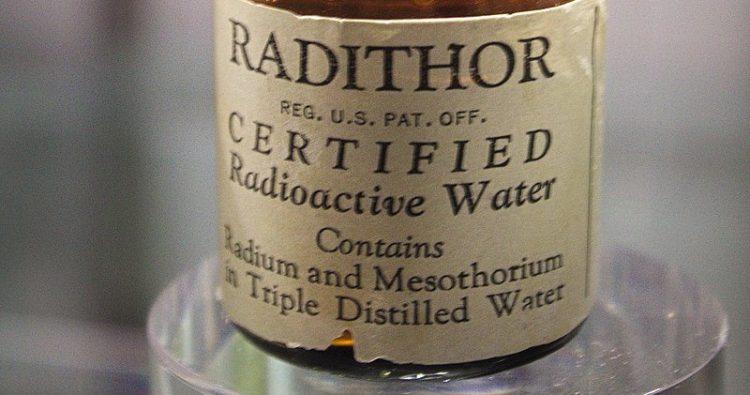 RADITHOR
REG. U.S. PAT. OFF.
CERTIFIED
Radioactive Water
Contains
Radium and Mesothorium
in Triple Distilled Water